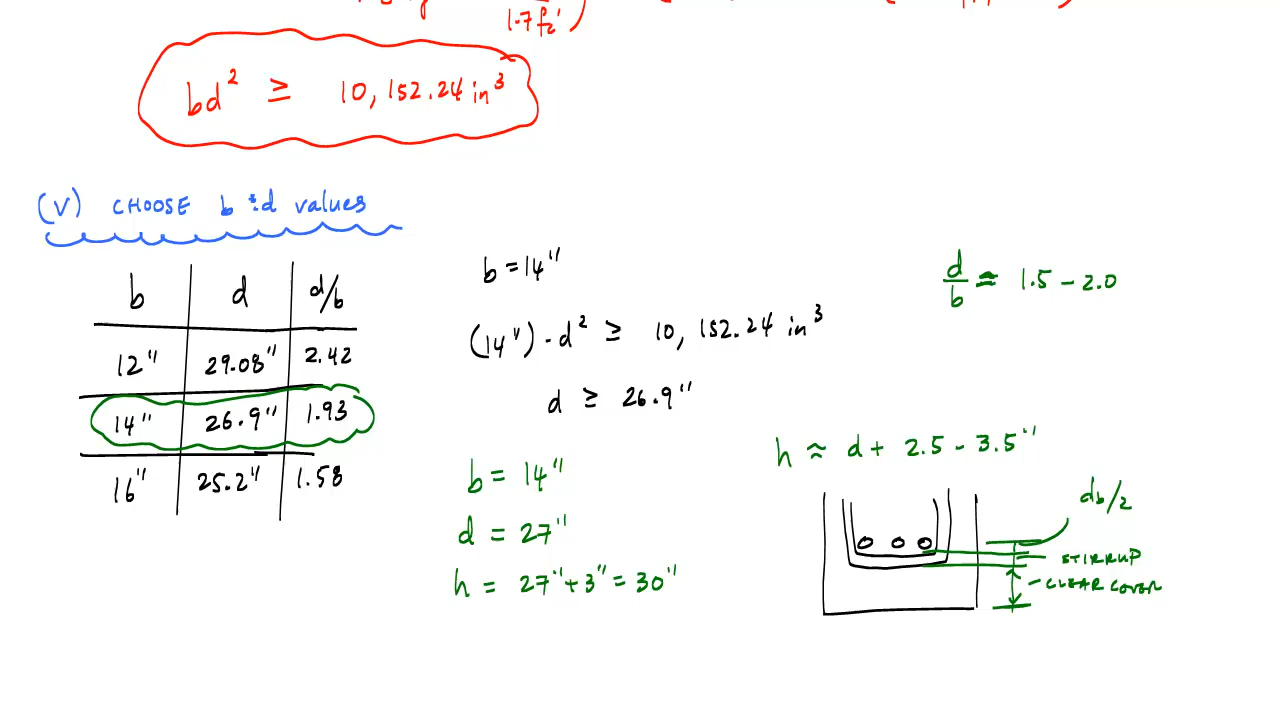 1.7 fc'
bd² ≥ 10,152.24 in³
(V) CHOOSE b & d values
b d d/b
12" 29.08" 2.42
14" 26.9" 1.93
16" 25.2" 1.58
b = 14"
(14") · d² ≥ 10,152.24 in³
d ≥ 26.9"
b = 14"
d = 27"
h = 27" + 3" = 30"
d/b ≈ 1.5 – 2.0
h ≈ d + 2.5 – 3.5"
db/2
STIRRUP
CLEAR COVER